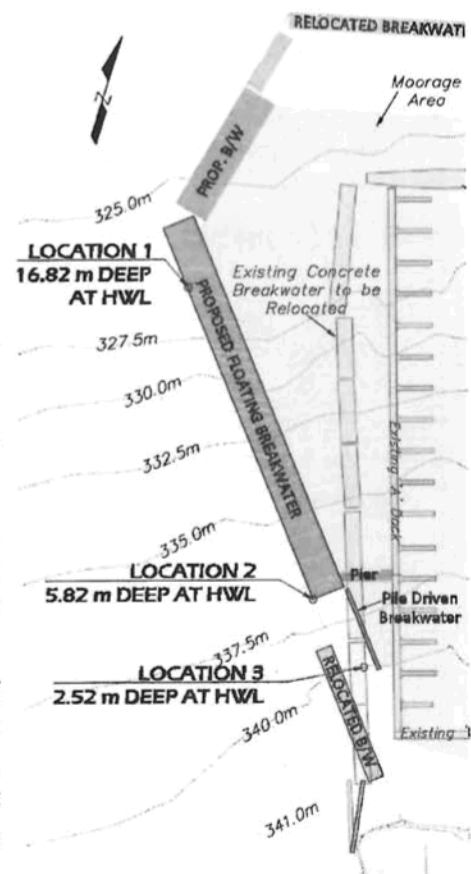 RELOCATED BREAKWATI
Moorage
Area
Z
PROP. B/W
325.0m
LOCATION 1
16.82 m DEEP
AT HWL
Existing Concrete
Breakwater to be
Relocated
PROPOSED FLOATING BREAKWATER
327.5m
330.0m
332.5m
Existing 'A' Dock
335.0m
LOCATION 2
5.82 m DEEP AT HWL
Pier
Pile Driven
Breakwater
337.5m
LOCATION 3
2.52 m DEEP AT HWL
RELOCATED B/W
340.0m
Existing
341.0m